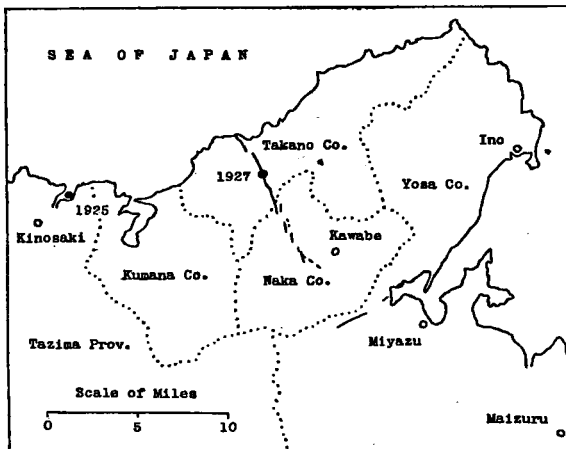 SEA OF JAPAN
Takano Co.
Ino
1927
Yosa Co.
1925
Kinosaki
Kawabe
Kumana Co.
Naka Co.
Tazima Prov.
Miyazu
Scale of Miles
0 5 10
Maizuru